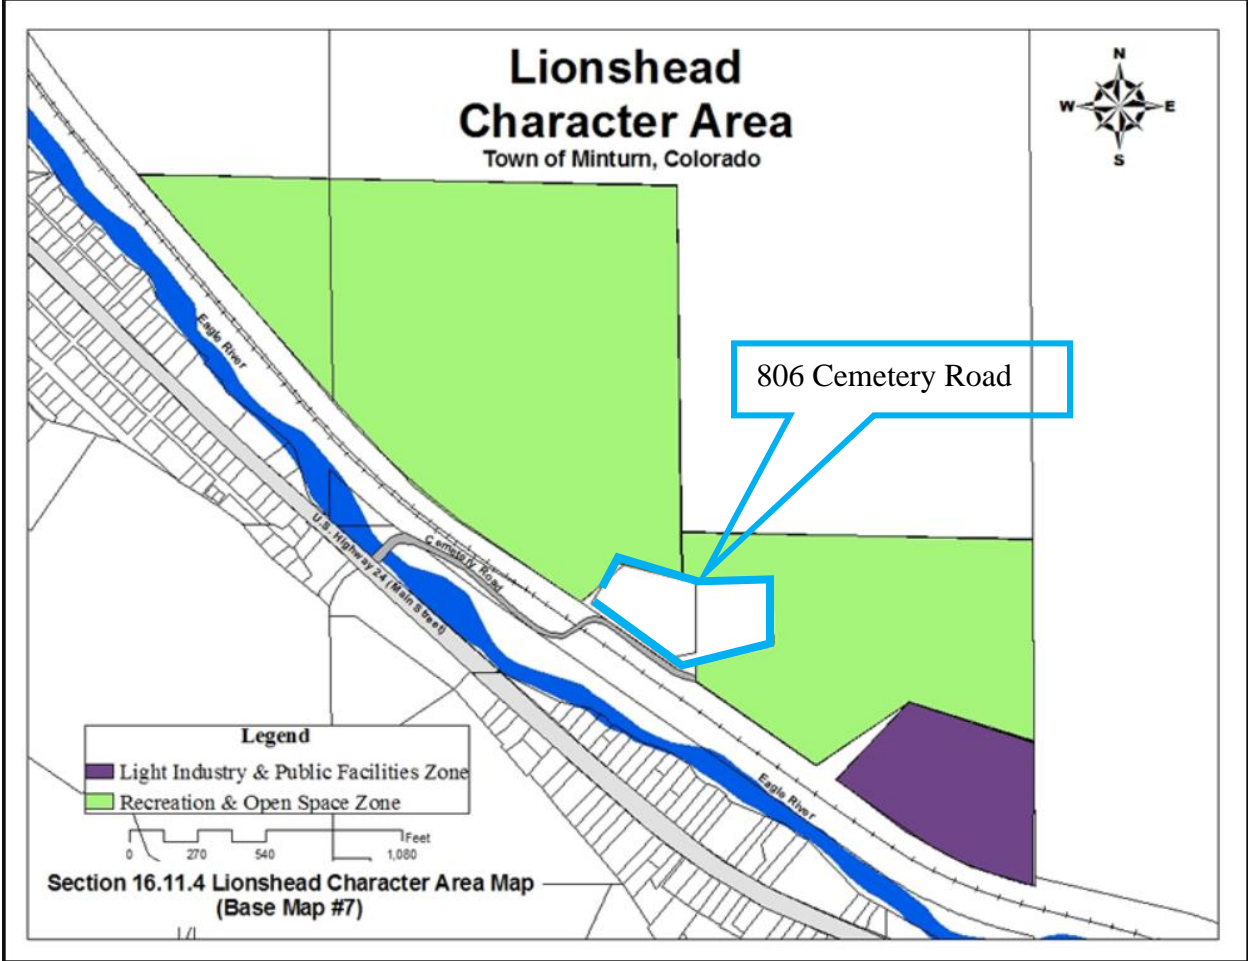 Lionshead
Character Area
Town of Minturn, Colorado
N
W
E
S
806 Cemetery Road
Eagle River
U.S. Highway 24 (Main Street)
Cemetery Road
Eagle River
Legend
Light Industry & Public Facilities Zone
Recreation & Open Space Zone
Feet
0 270 540 1,080
Section 16.11.4 Lionshead Character Area Map
(Base Map #7)